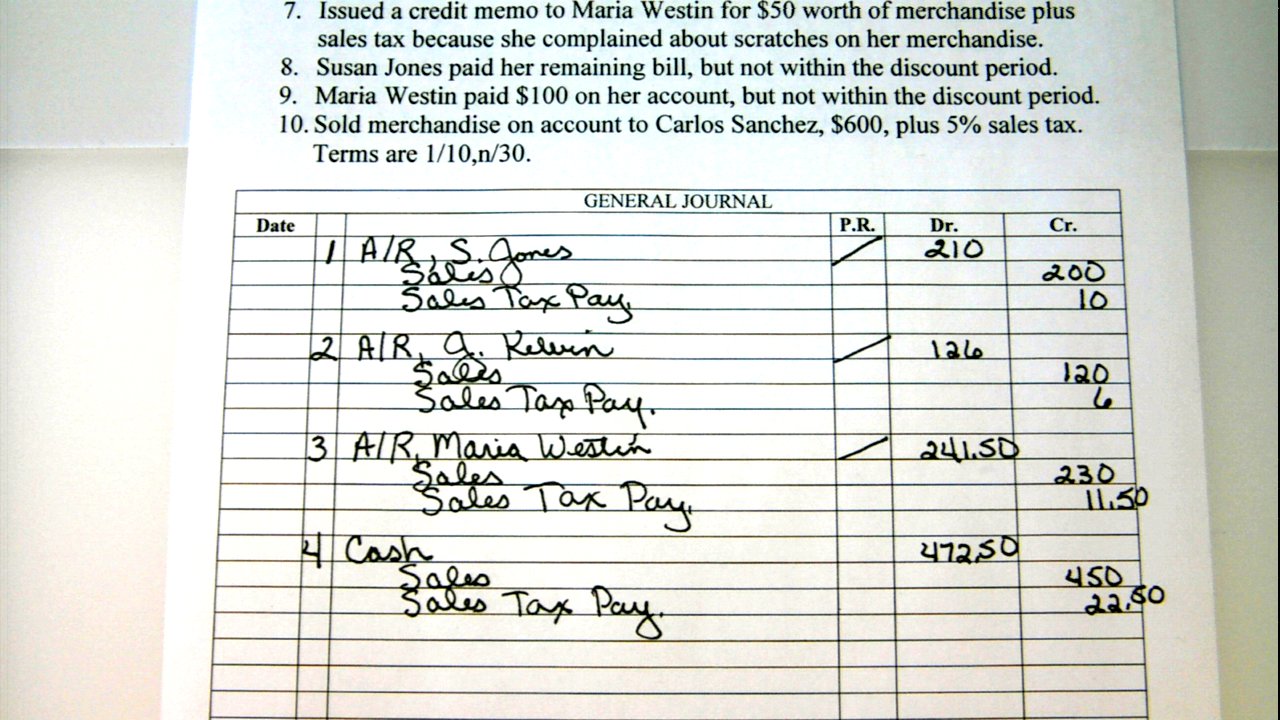 7. Issued a credit memo to Maria Westin for $50 worth of merchandise plus
sales tax because she complained about scratches on her merchandise.
8. Susan Jones paid her remaining bill, but not within the discount period.
9. Maria Westin paid $100 on her account, but not within the discount period.
10. Sold merchandise on account to Carlos Sanchez, $600, plus 5% sales tax.
Terms are 1/10,n/30.
GENERAL JOURNAL
Date P.R. Dr. Cr.
1 A/R, S. Jones 210
Sales 200
Sales Tax Pay. 10
2 A/R, J. Kelvin 126
Sales 120
Sales Tax Pay. 6
3 A/R, Maria Westin 241.50
Sales 230
Sales Tax Pay. 11.50
4 Cash 472.50
Sales 450
Sales Tax Pay. 22.50